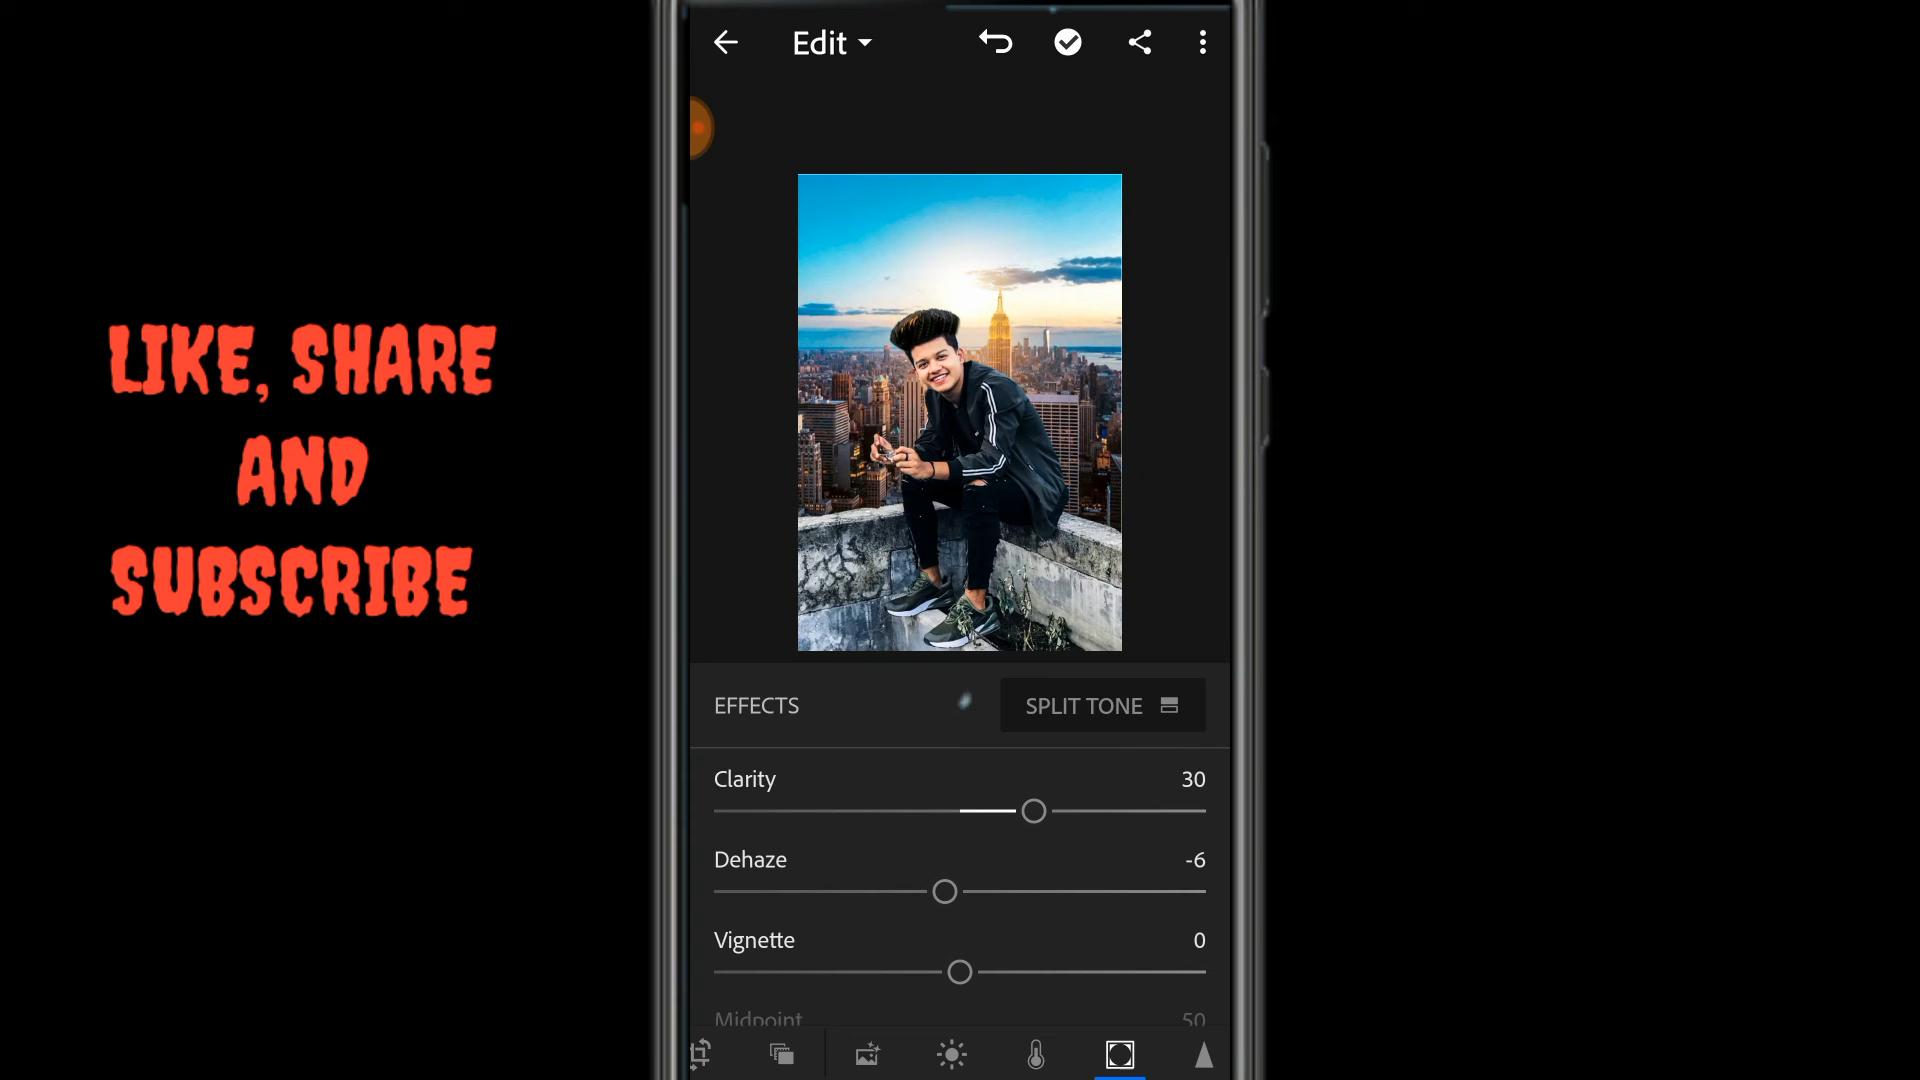 Edit
LIKE, SHARE
AND
SUBSCRIBE
EFFECTS
SPLIT TONE
Clarity 30
Dehaze -6
Vignette 0
Midpoint 50